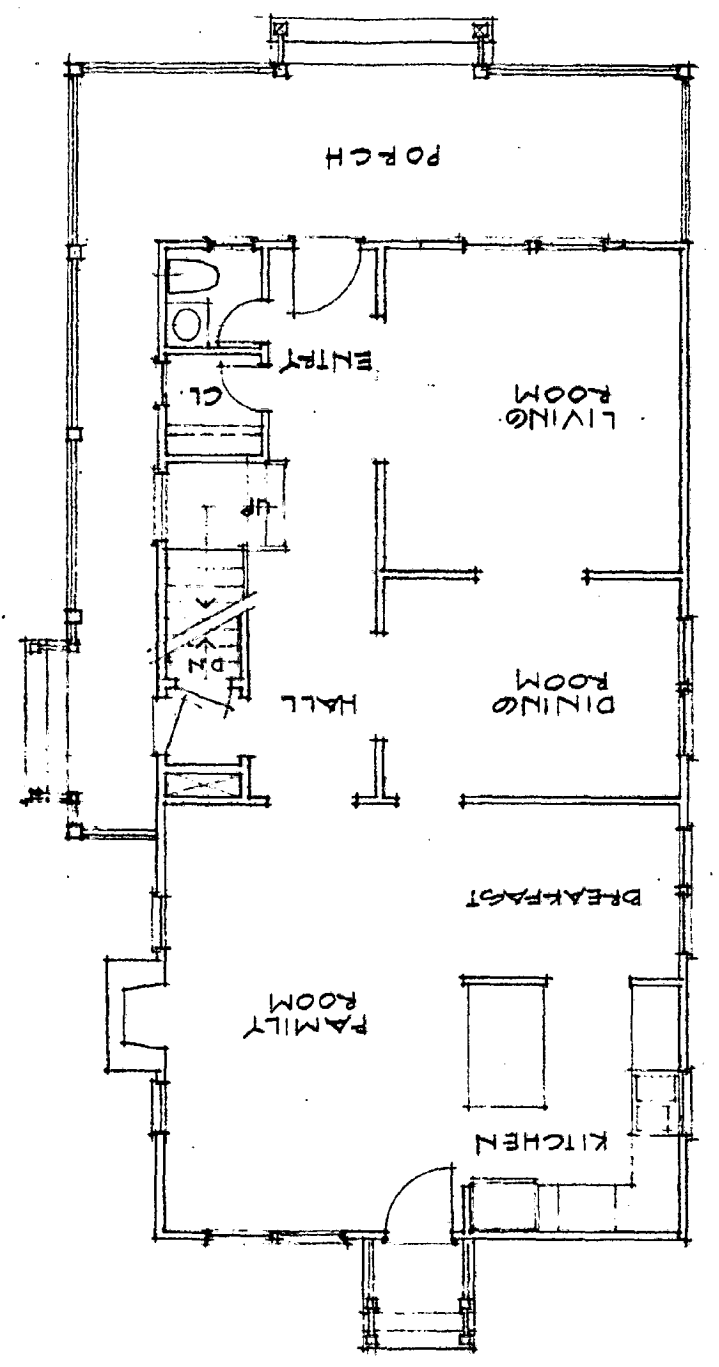 KITCHEN
FAMILY
ROOM
BREAKFAST
DINING
ROOM
HALL
DN
UP
LIVING
ROOM
CL.
ENTRY
PORCH